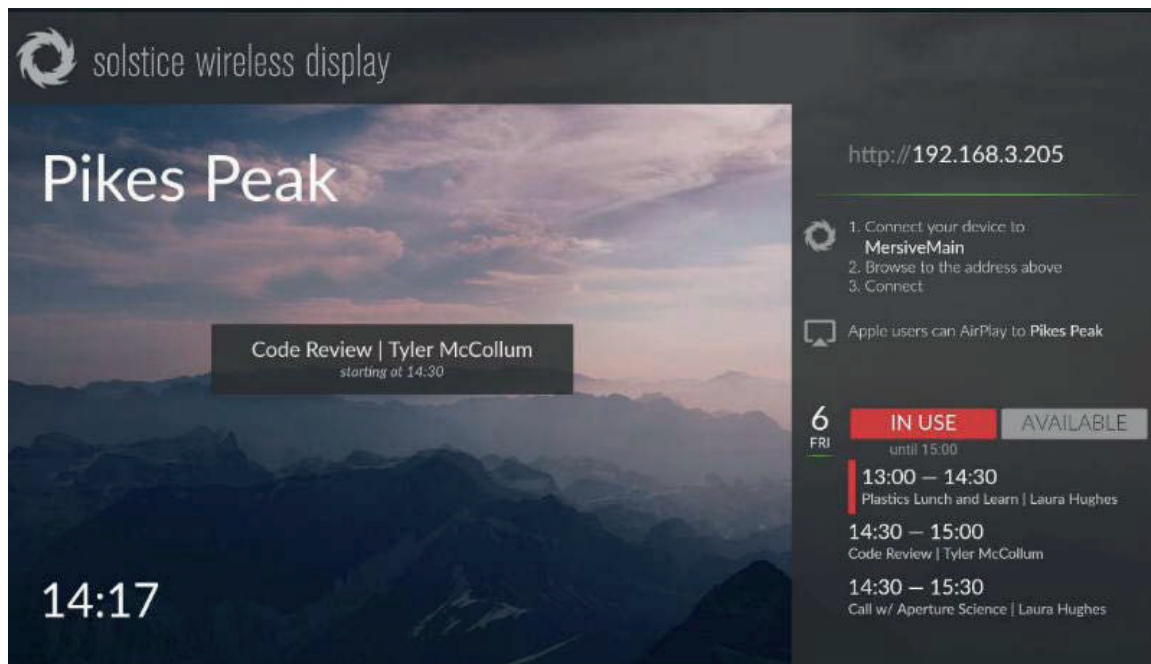 solstice wireless display
Pikes Peak
Code Review | Tyler McCollum
starting at 14:30
14:17
http://192.168.3.205
1. Connect your device to
MersiveMain
2. Browse to the address above
3. Connect
Apple users can AirPlay to Pikes Peak
6
FRI
IN USE
AVAILABLE
until 15:00
13:00 — 14:30
Plastics Lunch and Learn | Laura Hughes
14:30 — 15:00
Code Review | Tyler McCollum
14:30 — 15:30
Call w/ Aperture Science | Laura Hughes